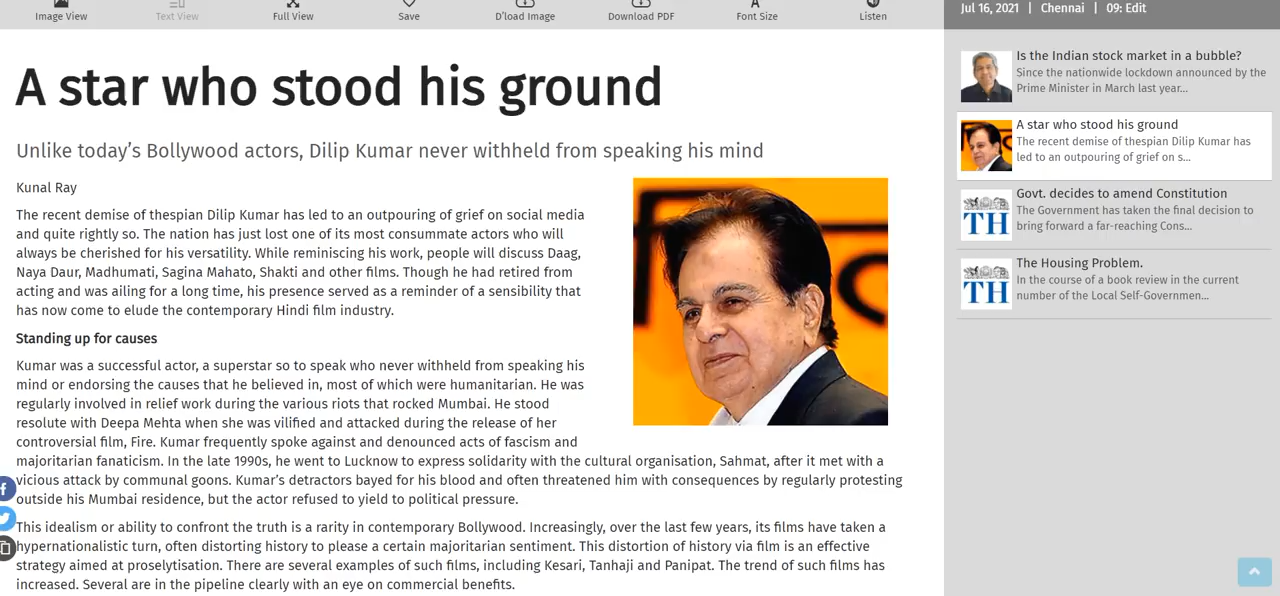 Image View
Text View
Full View
Save
D'load Image
Download PDF
Font Size
Listen
Jul 16, 2021 | Chennai | 09: Edit
A star who stood his ground
Unlike today's Bollywood actors, Dilip Kumar never withheld from speaking his mind
Kunal Ray
The recent demise of thespian Dilip Kumar has led to an outpouring of grief on social media
and quite rightly so. The nation has just lost one of its most consummate actors who will
always be cherished for his versatility. While reminiscing his work, people will discuss Daag,
Naya Daur, Madhumati, Sagina Mahato, Shakti and other films. Though he had retired from
acting and was ailing for a long time, his presence served as a reminder of a sensibility that
has now come to elude the contemporary Hindi film industry.
Standing up for causes
Kumar was a successful actor, a superstar so to speak who never withheld from speaking his
mind or endorsing the causes that he believed in, most of which were humanitarian. He was
regularly involved in relief work during the various riots that rocked Mumbai. He stood
resolute with Deepa Mehta when she was vilified and attacked during the release of her
controversial film, Fire. Kumar frequently spoke against and denounced acts of fascism and
majoritarian fanaticism. In the late 1990s, he went to Lucknow to express solidarity with the cultural organisation, Sahmat, after it met with a
vicious attack by communal goons. Kumar's detractors bayed for his blood and often threatened him with consequences by regularly protesting
outside his Mumbai residence, but the actor refused to yield to political pressure.
This idealism or ability to confront the truth is a rarity in contemporary Bollywood. Increasingly, over the last few years, its films have taken a
hypernationalistic turn, often distorting history to please a certain majoritarian sentiment. This distortion of history via film is an effective
strategy aimed at proselytisation. There are several examples of such films, including Kesari, Tanhaji and Panipat. The trend of such films has
increased. Several are in the pipeline clearly with an eye on commercial benefits.
Is the Indian stock market in a bubble?
Since the nationwide lockdown announced by the
Prime Minister in March last year...
A star who stood his ground
The recent demise of thespian Dilip Kumar has
led to an outpouring of grief on s...
TH
Govt. decides to amend Constitution
The Government has taken the final decision to
bring forward a far-reaching Cons...
TH
The Housing Problem.
In the course of a book review in the current
number of the Local Self-Governmen...